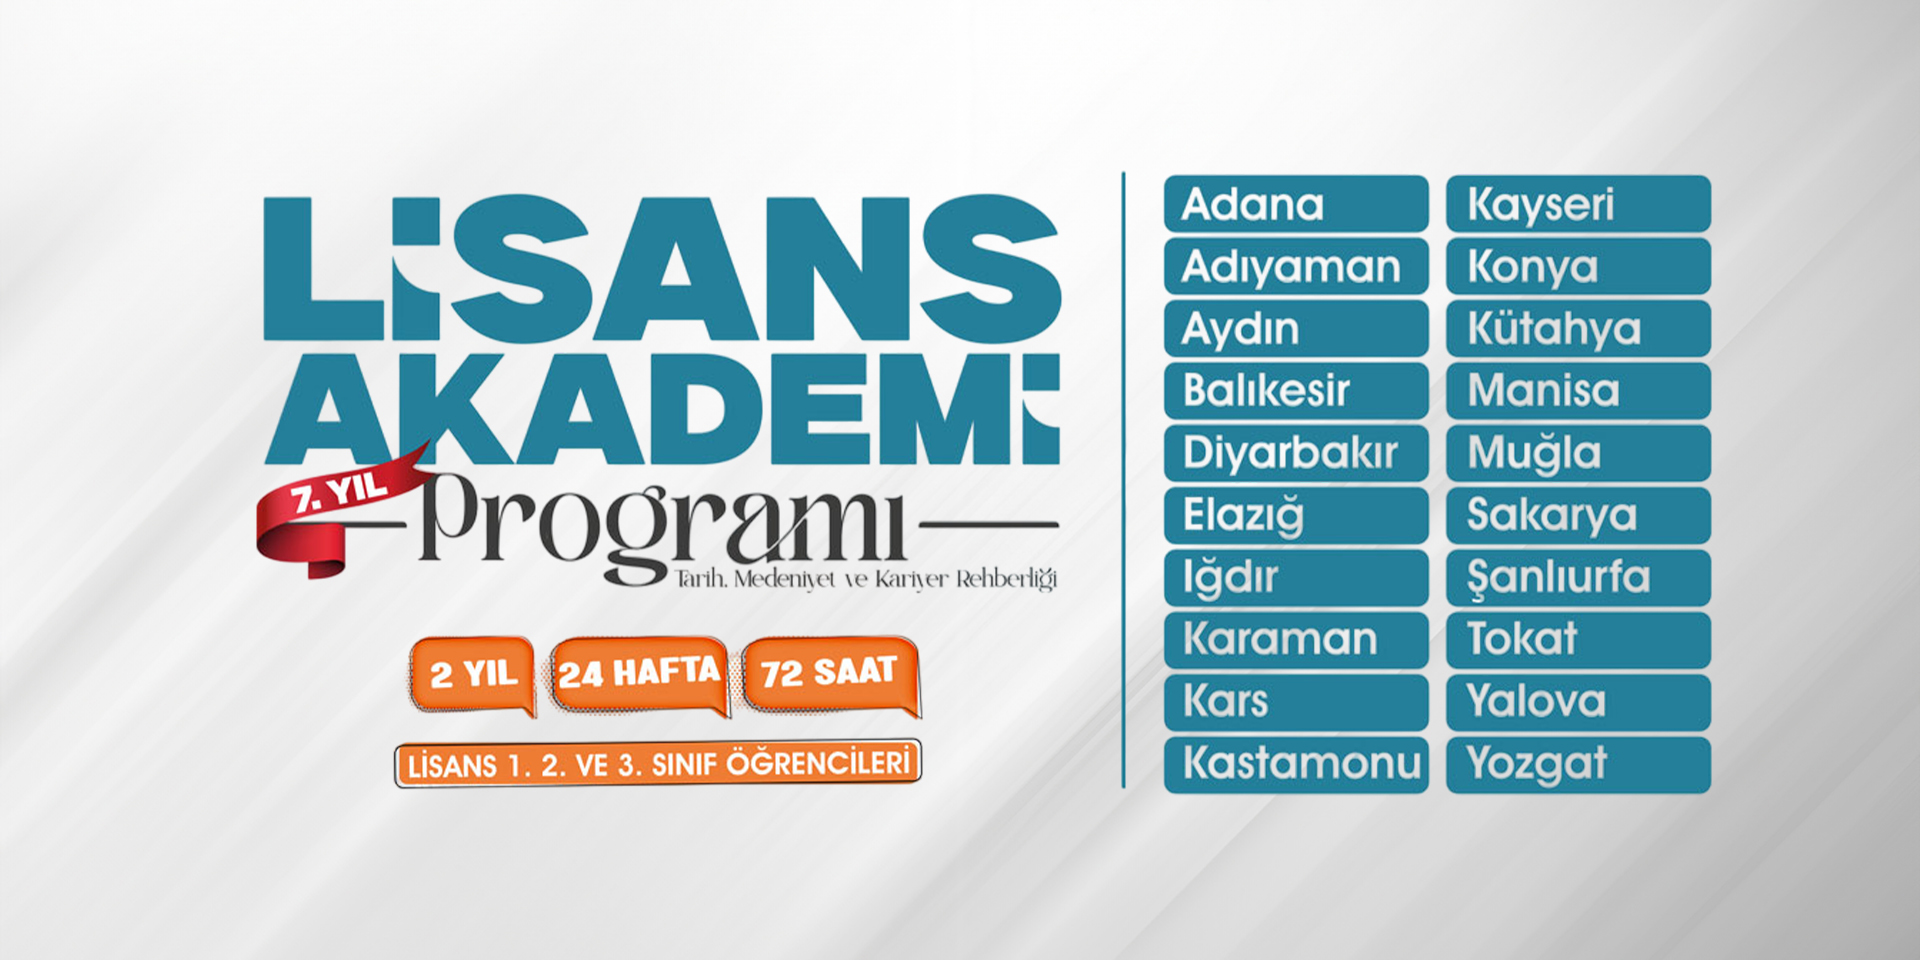 LİSANS
AKADEMİ
7. YIL
Programı
Tarih, Medeniyet ve Kariyer Rehberliği
2 YIL
24 HAFTA
72 SAAT
LİSANS 1. 2. VE 3. SINIF ÖĞRENCİLERİ
Adana
Adıyaman
Aydın
Balıkesir
Diyarbakır
Elazığ
Iğdır
Karaman
Kars
Kastamonu
Kayseri
Konya
Kütahya
Manisa
Muğla
Sakarya
Şanlıurfa
Tokat
Yalova
Yozgat